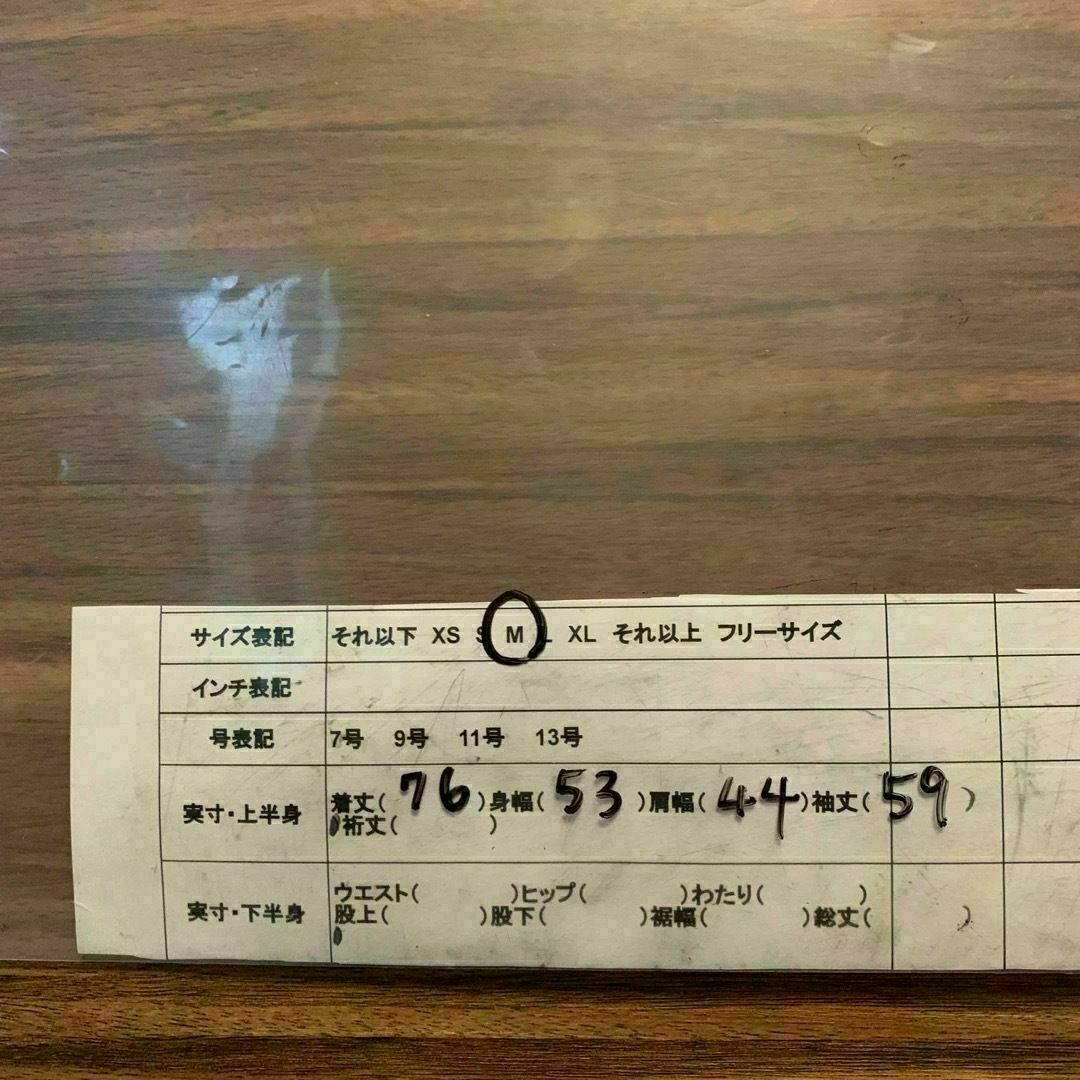 サイズ表記 それ以下 XS S M L XL それ以上 フリーサイズ
インチ表記
号表記 7号 9号 11号 13号
実寸・上半身 着丈( 76 )身幅( 53 )肩幅( 44 )袖丈( 59 )
裄丈( )
実寸・下半身 ウエスト( )ヒップ( )わたり( )
股上( )股下( )裾幅( )総丈( )